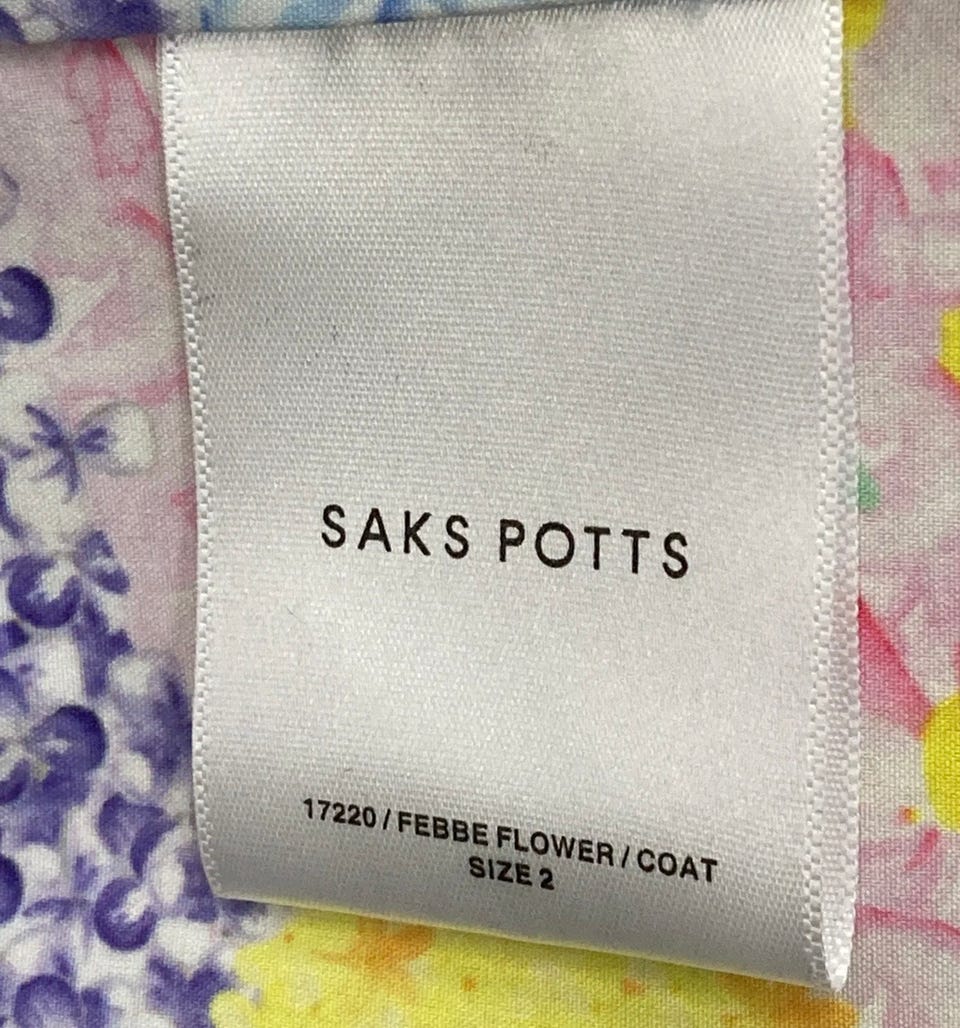 SAKS POTTS
17220 / FEBBE FLOWER / COAT
SIZE 2